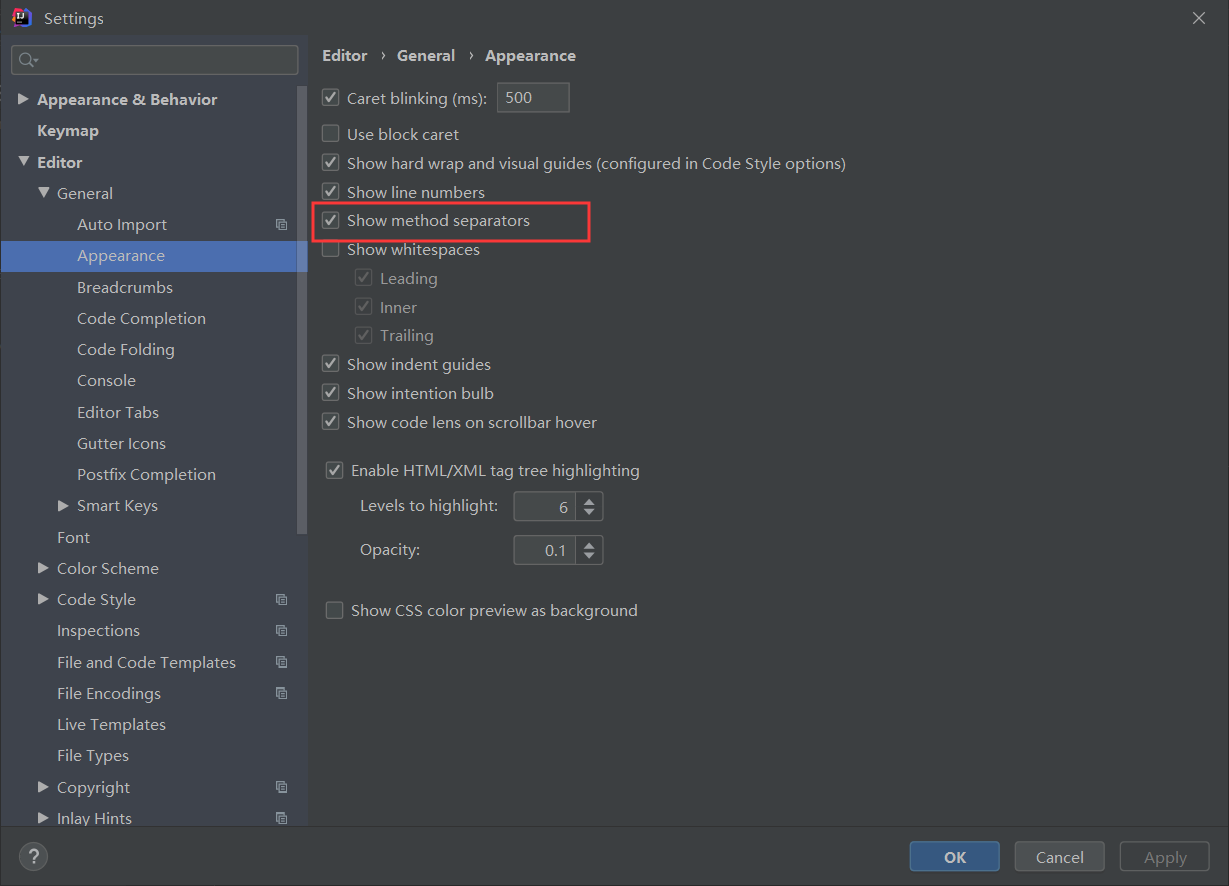 Settings
Appearance & Behavior
Keymap
Editor
General
Auto Import
Appearance
Breadcrumbs
Code Completion
Code Folding
Console
Editor Tabs
Gutter Icons
Postfix Completion
Smart Keys
Font
Color Scheme
Code Style
Inspections
File and Code Templates
File Encodings
Live Templates
File Types
Copyright
Inlay Hints
Editor › General › Appearance
Caret blinking (ms): 500
Use block caret
Show hard wrap and visual guides (configured in Code Style options)
Show line numbers
Show method separators
Show whitespaces
Leading
Inner
Trailing
Show indent guides
Show intention bulb
Show code lens on scrollbar hover
Enable HTML/XML tag tree highlighting
Levels to highlight: 6
Opacity: 0.1
Show CSS color preview as background
? OK Cancel Apply